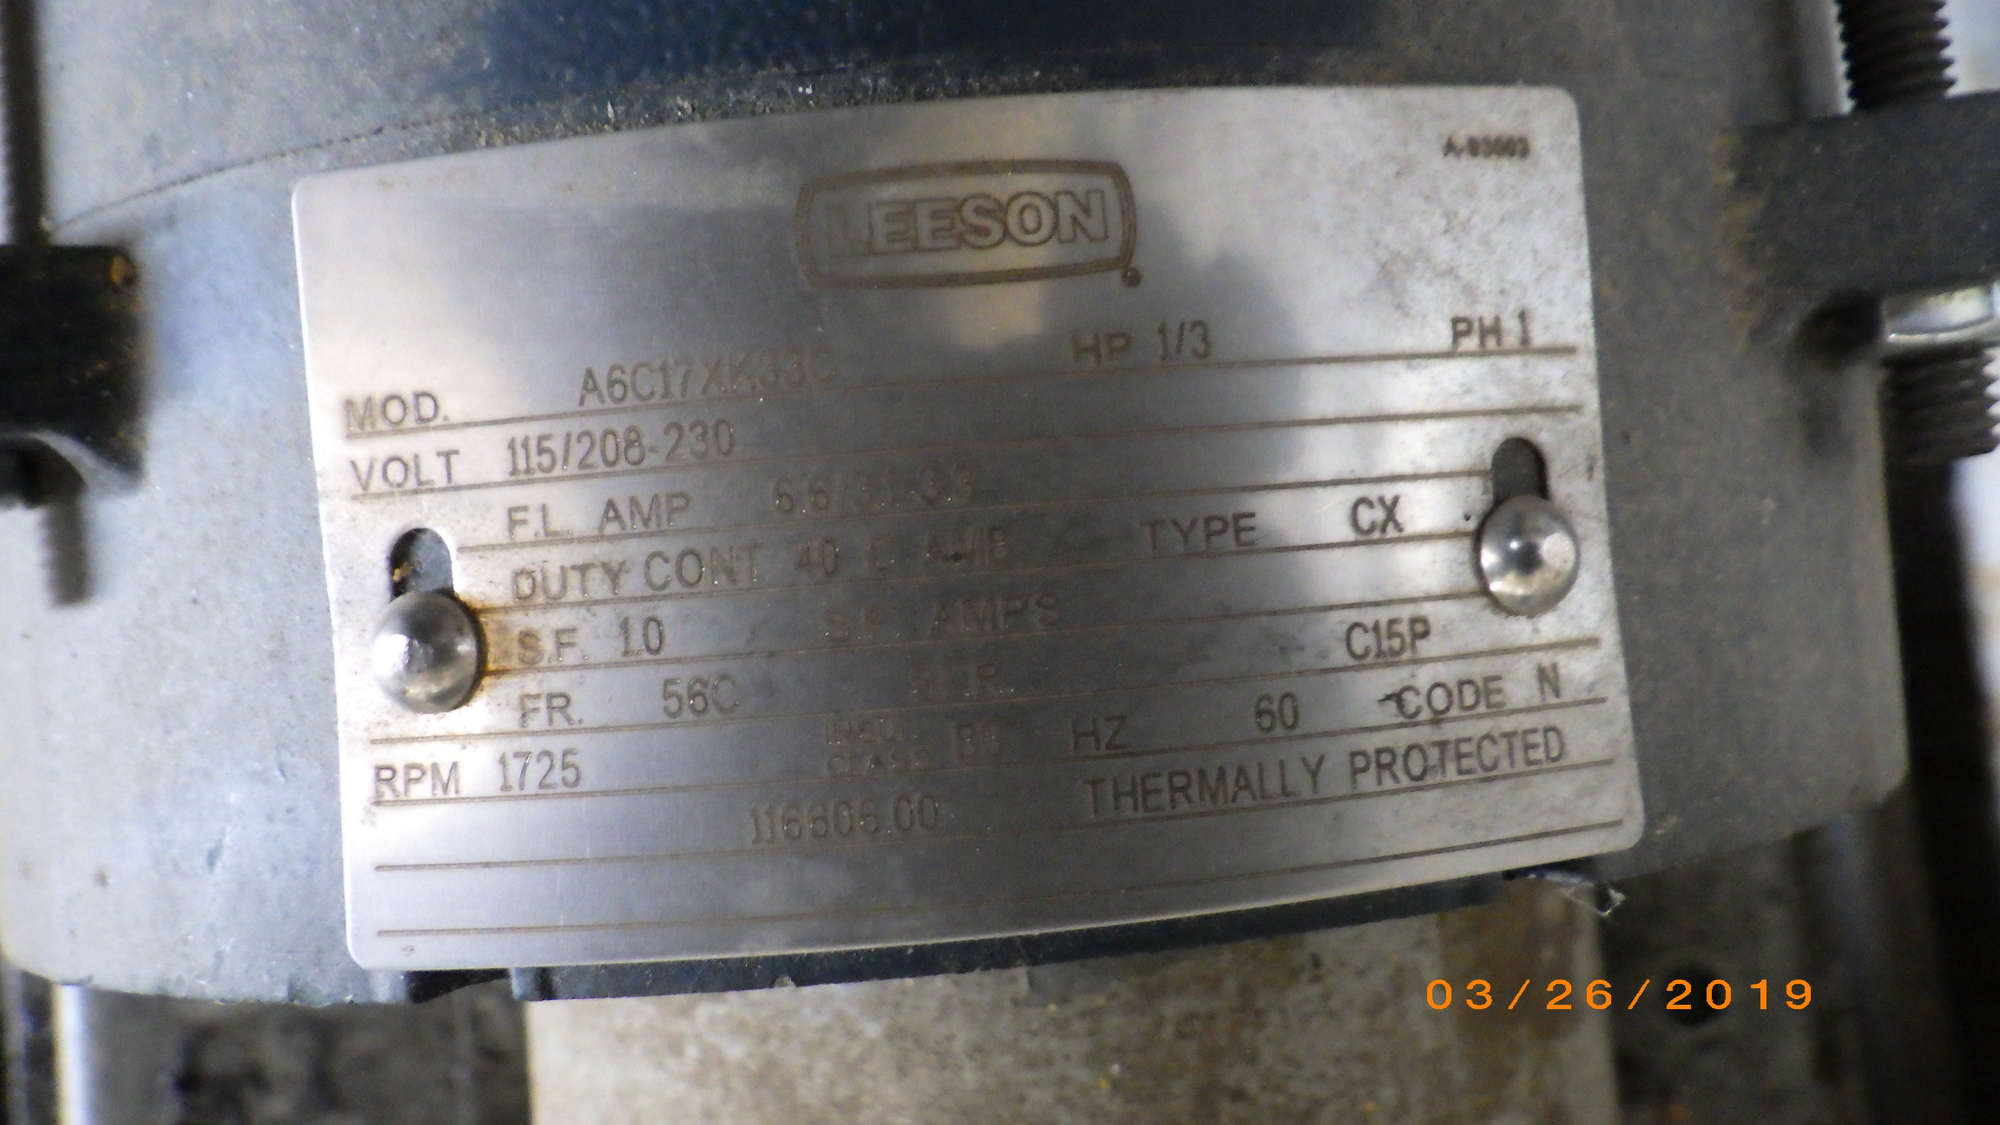 LEESON
MOD. A6C17XK33C HP 1/3 PH 1
VOLT 115/208-230
F.L. AMP
DUTY CONT 40 C AMB TYPE CX
S.F. 1.0 S.F. AMPS
FR. 56C C15P
RPM 1725 INSUL CLASS HZ 60 CODE N
116606.00 THERMALLY PROTECTED
03/26/2019